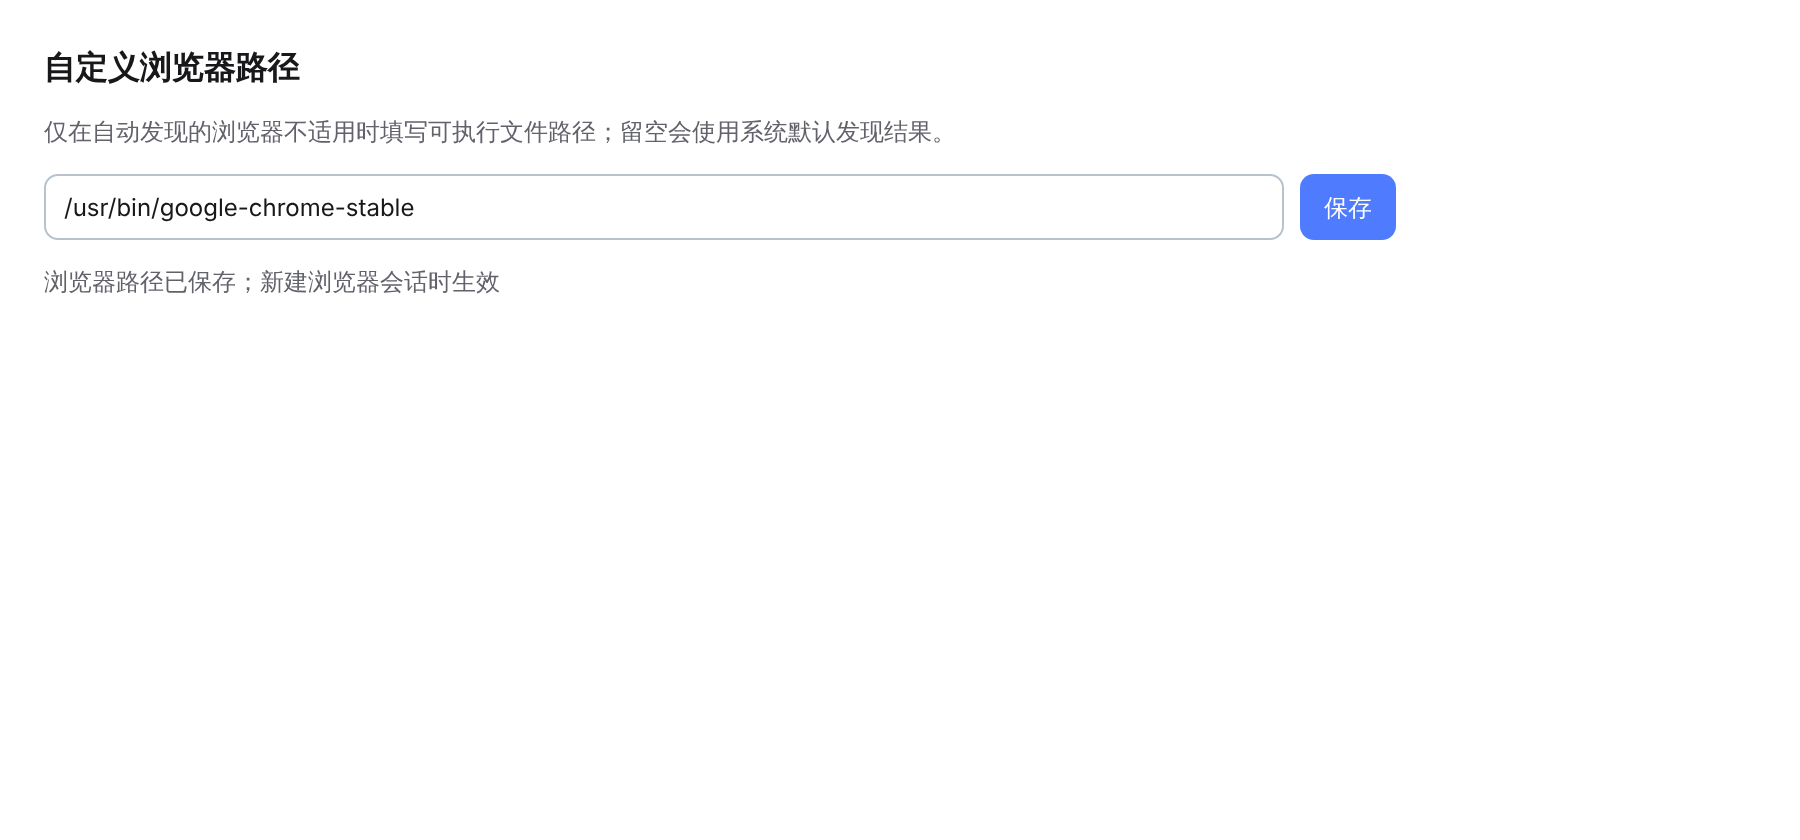 自定义浏览器路径
仅在自动发现的浏览器不适用时填写可执行文件路径；留空会使用系统默认发现结果。
/usr/bin/google-chrome-stable
保存
浏览器路径已保存；新建浏览器会话时生效